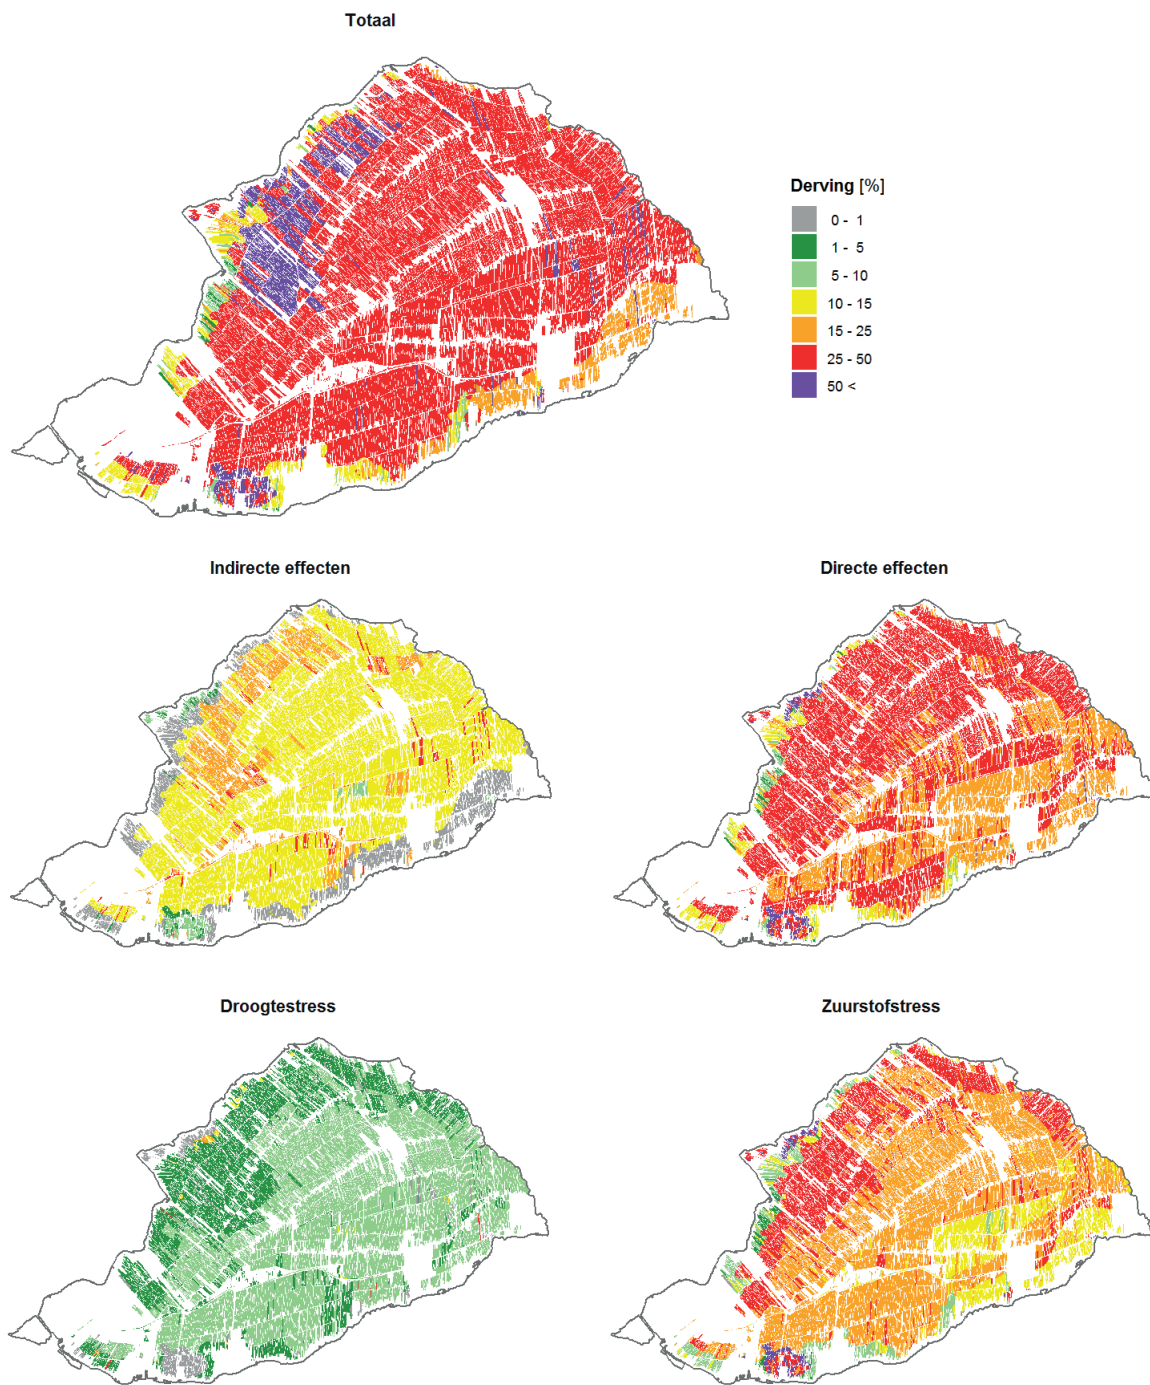 Totaal
Derving [%]
0 - 1
1 - 5
5 - 10
10 - 15
15 - 25
25 - 50
50 <
Indirecte effecten
Directe effecten
Droogtestress
Zuurstofstress